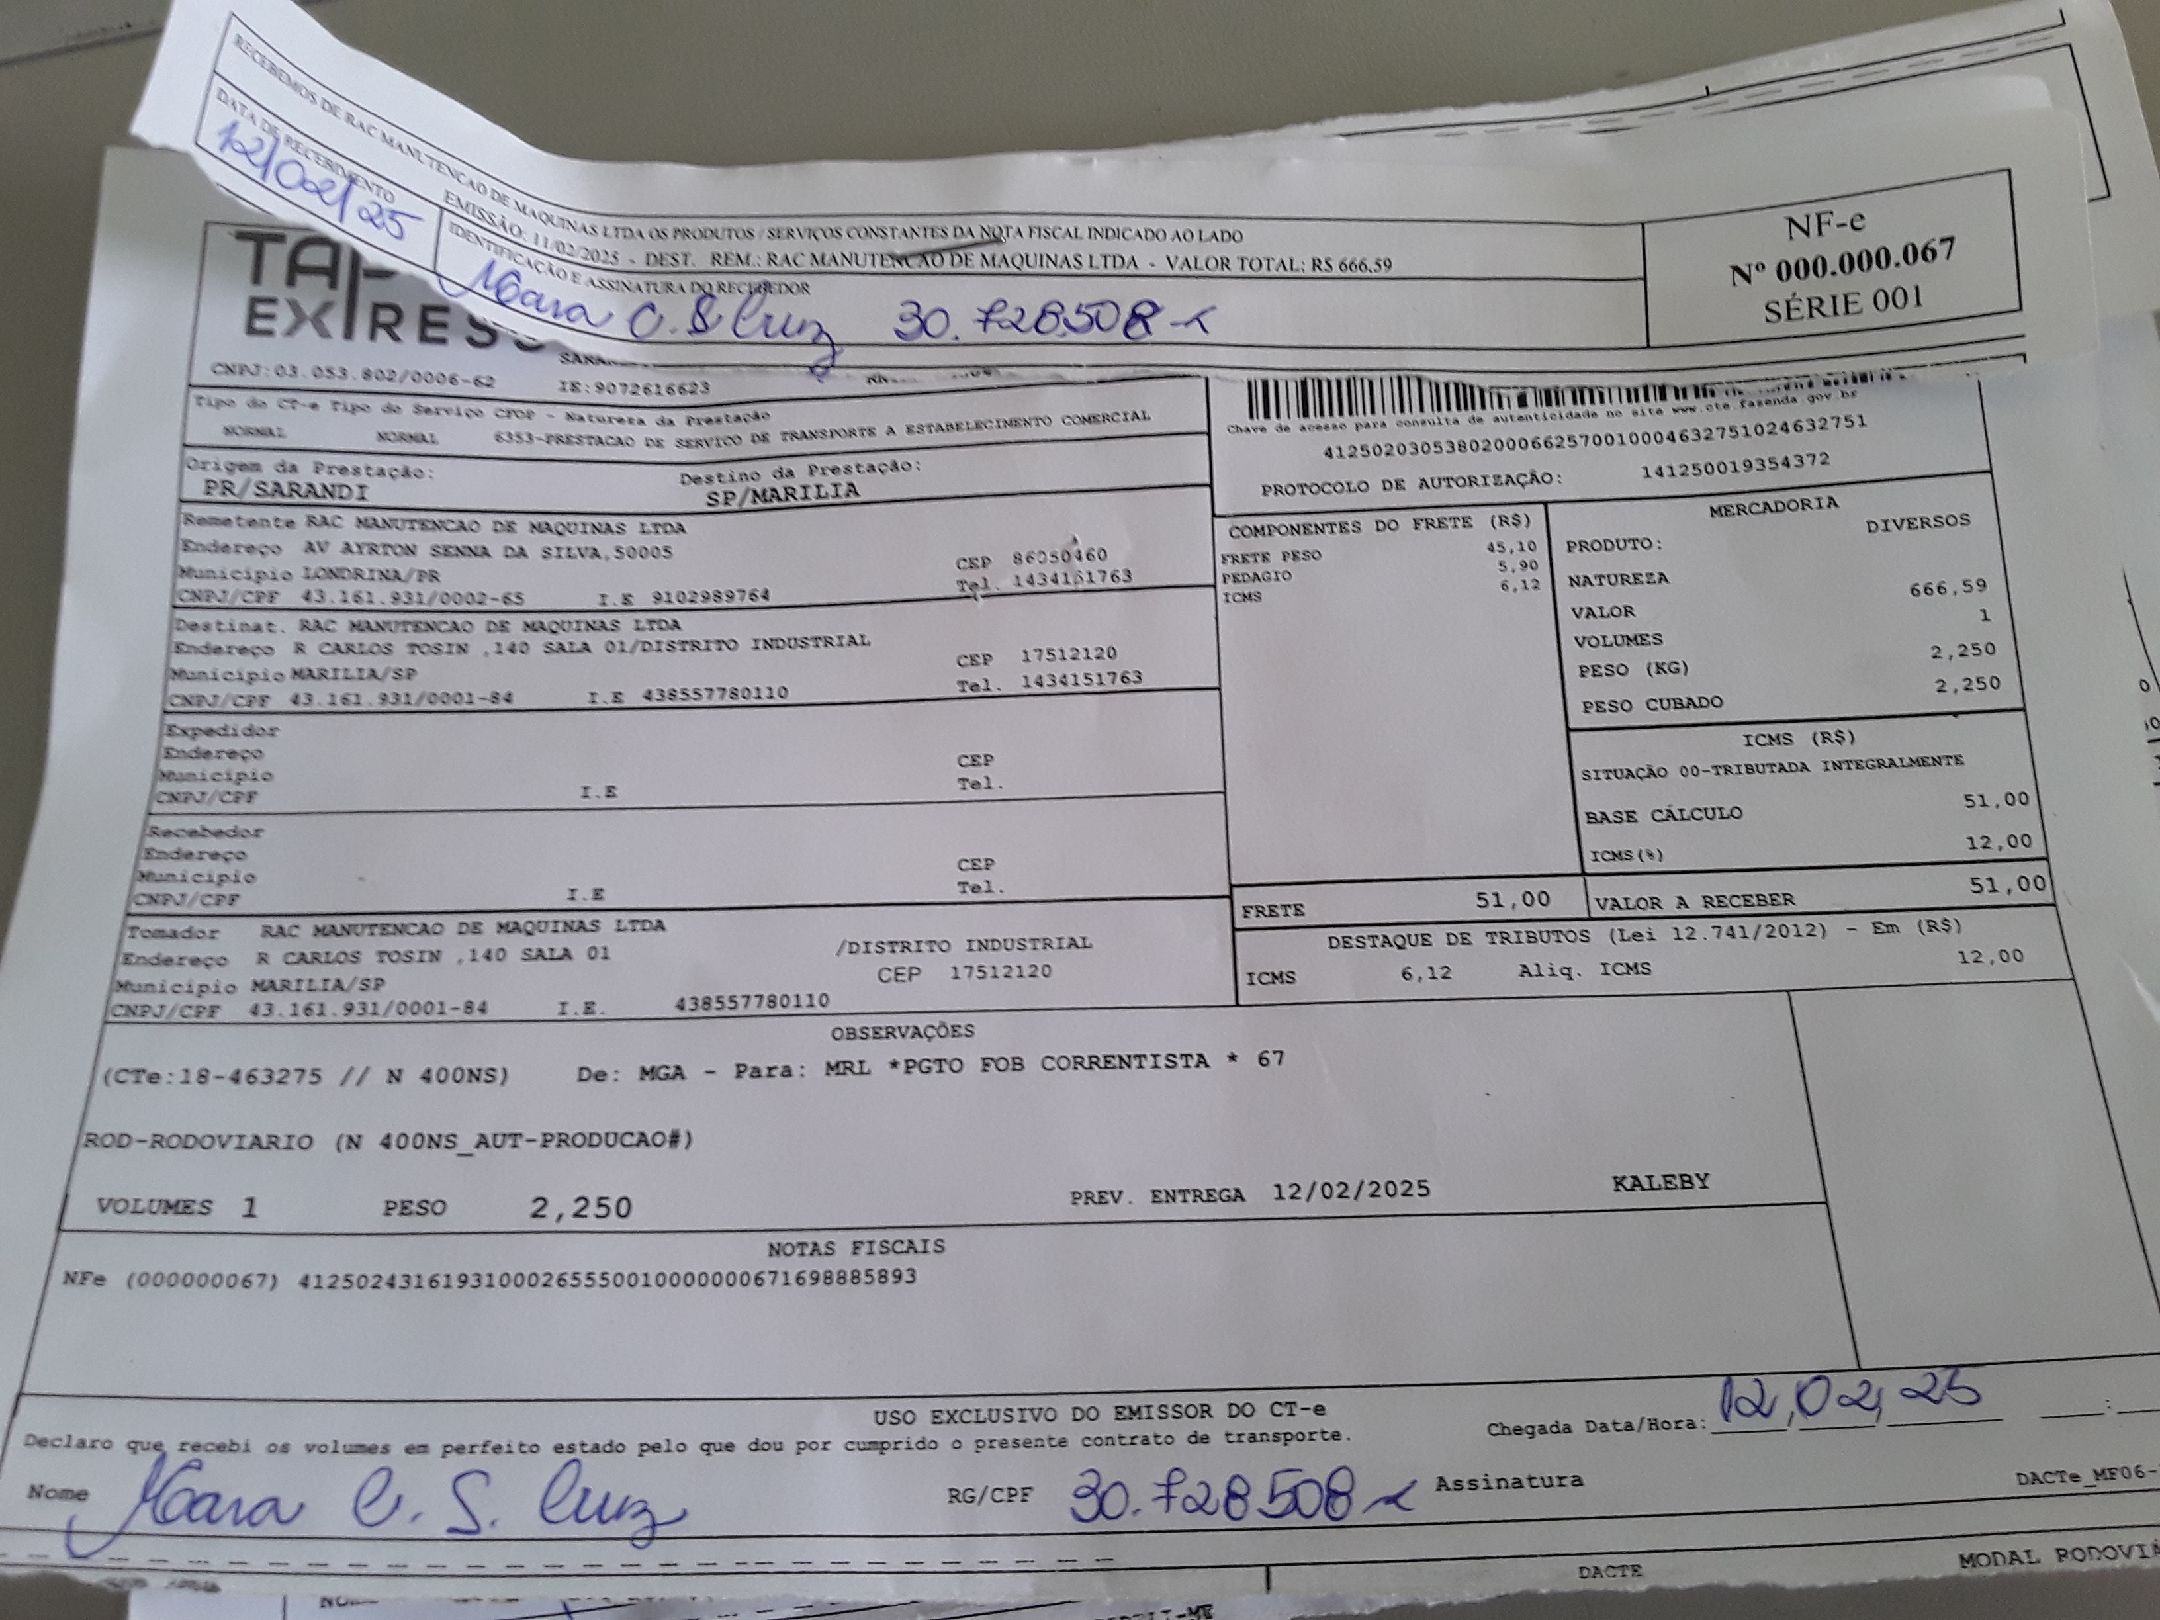 RECEBEMOS DE RAC MANUTENCAO DE MAQUINAS LTDA OS PRODUTOS / SERVIÇOS CONSTANTES DA NOTA FISCAL INDICADO AO LADO
EMISSÃO: 11/02/2025 - DEST. REM.: RAC MANUTENCAO DE MAQUINAS LTDA - VALOR TOTAL: R$ 666,59
DATA DE RECEBIMENTO
12/02/25
IDENTIFICAÇÃO E ASSINATURA DO RECEBEDOR
Mara C. S Cruz 30.728508-x
NF-e
Nº 000.000.067
SÉRIE 001
TA
EXPRESS
CNPJ:03.053.802/0006-62 IE:9072616623
Tipo do CT-e Tipo do Serviço CFOP - Natureza da Prestação
NORMAL NORMAL 6353-PRESTACAO DE SERVICO DE TRANSPORTE A ESTABELECIMENTO COMERCIAL
Chave de acesso para consulta de autenticidade no site www.cte.fazenda.gov.br
41250203053802000662570010004632751024632751
PROTOCOLO DE AUTORIZAÇÃO: 141250019354372
Origem da Prestação: Destino da Prestação:
PR/SARANDI SP/MARILIA
Remetente RAC MANUTENCAO DE MAQUINAS LTDA
Endereço AV AYRTON SENNA DA SILVA,50005 CEP 86050460
Município LONDRINA/PR Tel. 1434151763
CNPJ/CPF 43.161.931/0002-65 I.E 9102989764
Destinat. RAC MANUTENCAO DE MAQUINAS LTDA
Endereço R CARLOS TOSIN ,140 SALA 01/DISTRITO INDUSTRIAL CEP 17512120
Município MARILIA/SP Tel. 1434151763
CNPJ/CPF 43.161.931/0001-84 I.E 438557780110
Expedidor
Endereço CEP
Município Tel.
CNPJ/CPF I.E
Recebedor
Endereço CEP
Município Tel.
CNPJ/CPF I.E
Tomador RAC MANUTENCAO DE MAQUINAS LTDA
Endereço R CARLOS TOSIN ,140 SALA 01 /DISTRITO INDUSTRIAL
Município MARILIA/SP CEP 17512120
CNPJ/CPF 43.161.931/0001-84 I.E. 438557780110
COMPONENTES DO FRETE (R$)
FRETE PESO 45,10
PEDAGIO 5,90
ICMS 6,12
MERCADORIA
PRODUTO: DIVERSOS
NATUREZA
VALOR 666,59
VOLUMES 1
PESO (KG) 2,250
PESO CUBADO 2,250
ICMS (R$)
SITUAÇÃO 00-TRIBUTADA INTEGRALMENTE
BASE CÁLCULO 51,00
ICMS(%) 12,00
FRETE 51,00 VALOR A RECEBER 51,00
DESTAQUE DE TRIBUTOS (Lei 12.741/2012) - Em (R$)
ICMS 6,12 Aliq. ICMS 12,00
OBSERVAÇÕES
(CTe:18-463275 // N 400NS) De: MGA - Para: MRL *PGTO FOB CORRENTISTA * 67
ROD-RODOVIARIO (N 400NS_AUT-PRODUCAO#)
VOLUMES 1 PESO 2,250 PREV. ENTREGA 12/02/2025 KALEBY
NOTAS FISCAIS
NFe (000000067) 41250243161931000265550010000000671698885893
USO EXCLUSIVO DO EMISSOR DO CT-e
Declaro que recebi os volumes em perfeito estado pelo que dou por cumprido o presente contrato de transporte.
Chegada Data/Hora: 12,02,25 :
Nome Mara C. S. Cruz RG/CPF 30.728508-x Assinatura
DACTe_MF06-
DACTE MODAL RODOVIÁ